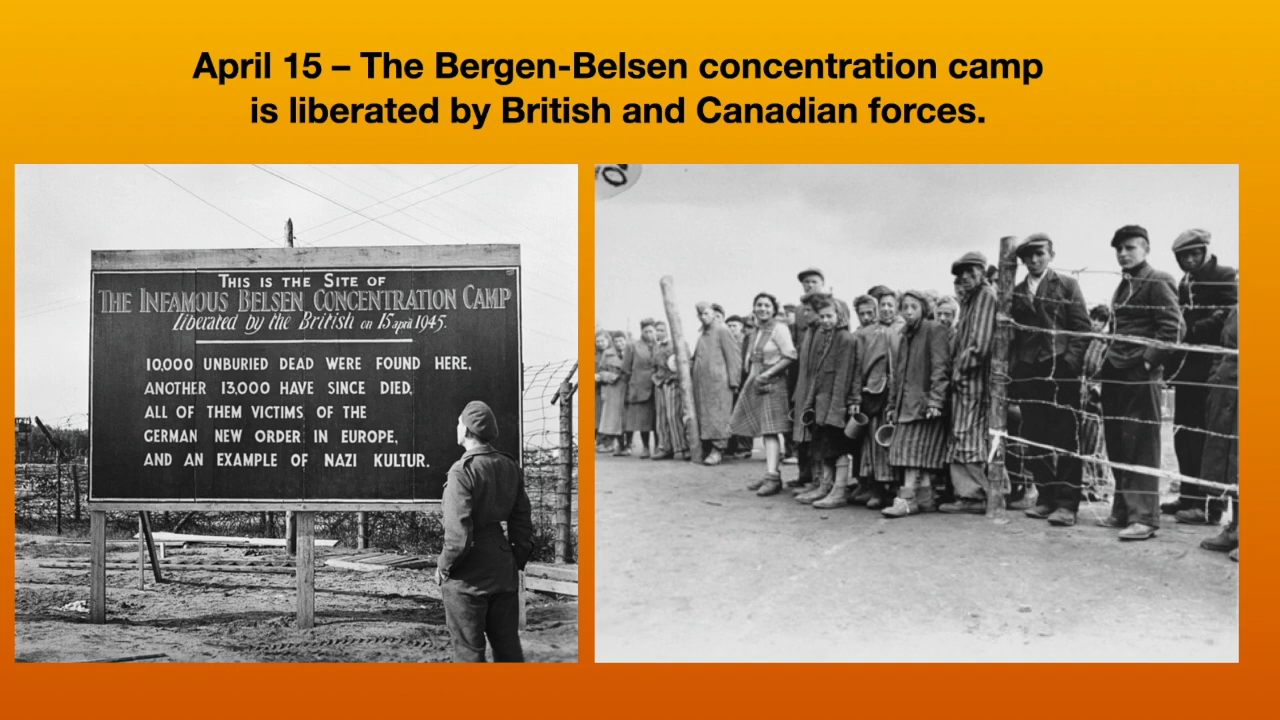 April 15 – The Bergen-Belsen concentration camp
is liberated by British and Canadian forces.
THIS IS THE SITE OF
THE INFAMOUS BELSEN CONCENTRATION CAMP
Liberated by the British on 15 april 1945.
10,000 UNBURIED DEAD WERE FOUND HERE,
ANOTHER 13,000 HAVE SINCE DIED,
ALL OF THEM VICTIMS OF THE
GERMAN NEW ORDER IN EUROPE,
AND AN EXAMPLE OF NAZI KULTUR.